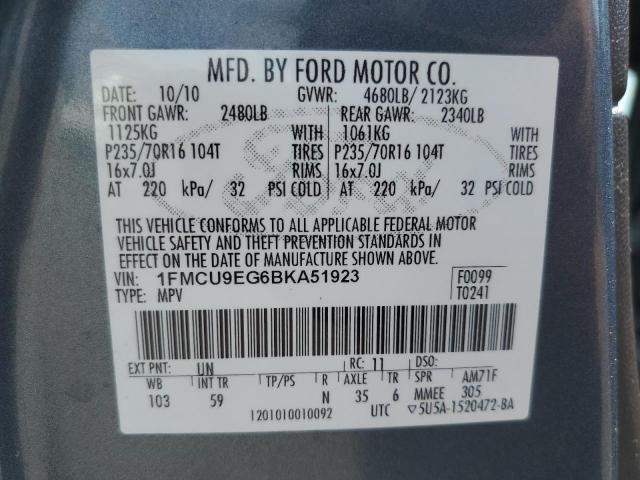 MFD. BY FORD MOTOR CO.
DATE: 10/10 GVWR: 4680LB/ 2123KG
FRONT GAWR: 2480LB REAR GAWR: 2340LB
1125KG WITH 1061KG WITH
P235/70R16 104T TIRES P235/70R16 104T TIRES
16x7.0J RIMS 16x7.0J RIMS
AT 220 kPa/ 32 PSI COLD AT 220 kPa/ 32 PSI COLD
THIS VEHICLE CONFORMS TO ALL APPLICABLE FEDERAL MOTOR
VEHICLE SAFETY AND THEFT PREVENTION STANDARDS IN
EFFECT ON THE DATE OF MANUFACTURE SHOWN ABOVE.
VIN: 1FMCU9EG6BKA51923 F0099
TYPE: MPV T0241
EXT PNT: UN RC: 11 DSO:
WB INT TR TP/PS R AXLE TR SPR AM71F
103 59 N 35 6 MMEE 305
1201010010092 UTC ▽5U5A-1520472-BA